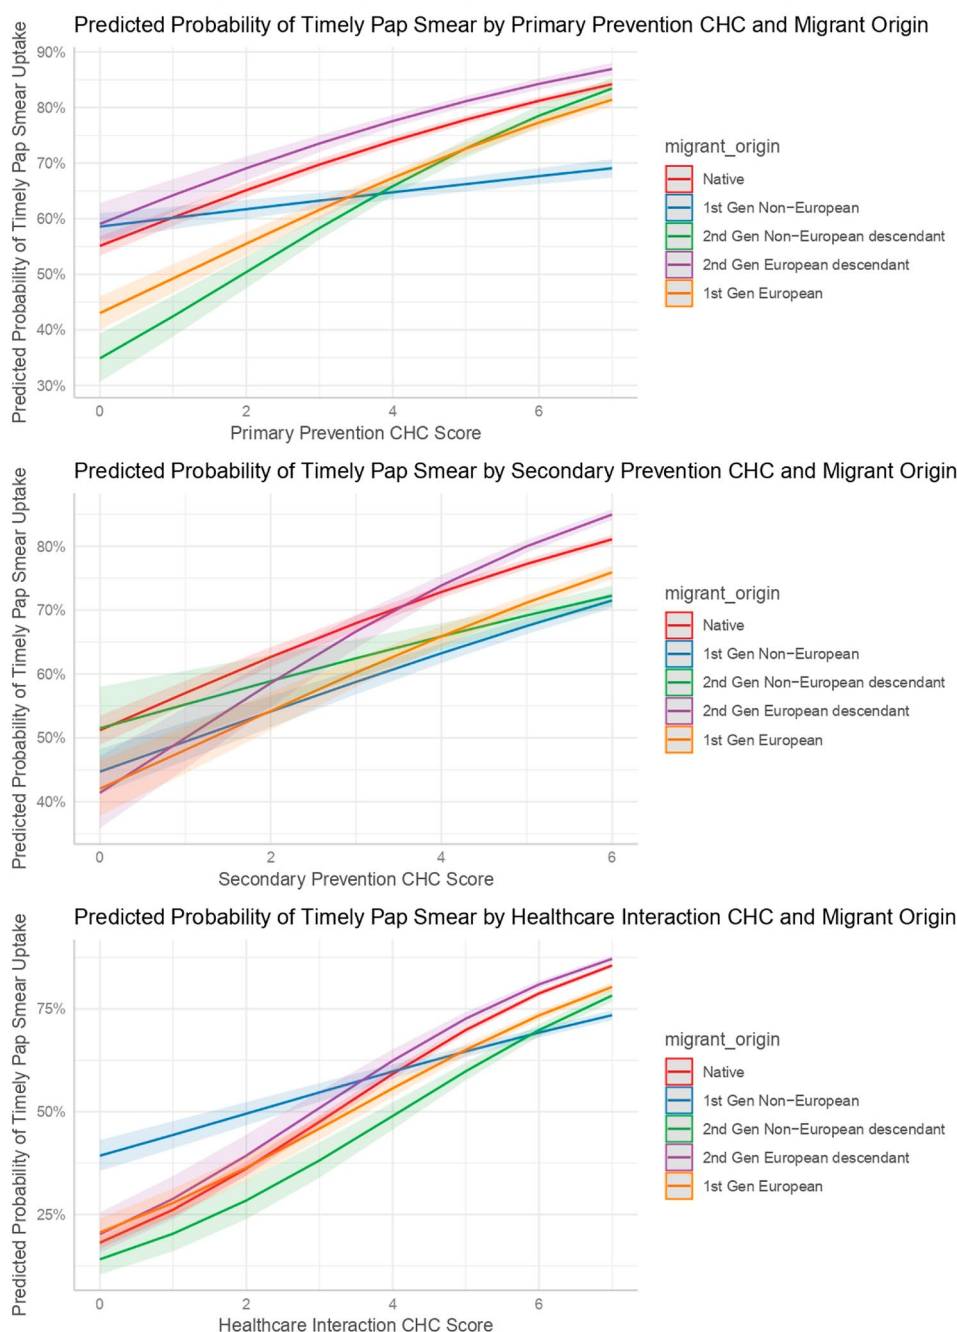 Predicted Probability of Timely Pap Smear by Primary Prevention CHC and Migrant Origin
Predicted Probability of Timely Pap Smear Uptake
90%
80%
70%
60%
50%
40%
30%
0
2
4
6
Primary Prevention CHC Score
migrant_origin
Native
1st Gen Non−European
2nd Gen Non−European descendant
2nd Gen European descendant
1st Gen European
Predicted Probability of Timely Pap Smear by Secondary Prevention CHC and Migrant Origin
Predicted Probability of Timely Pap Smear Uptake
80%
70%
60%
50%
40%
0
2
4
6
Secondary Prevention CHC Score
migrant_origin
Native
1st Gen Non−European
2nd Gen Non−European descendant
2nd Gen European descendant
1st Gen European
Predicted Probability of Timely Pap Smear by Healthcare Interaction CHC and Migrant Origin
Predicted Probability of Timely Pap Smear Uptake
75%
50%
25%
0
2
4
6
Healthcare Interaction CHC Score
migrant_origin
Native
1st Gen Non−European
2nd Gen Non−European descendant
2nd Gen European descendant
1st Gen European